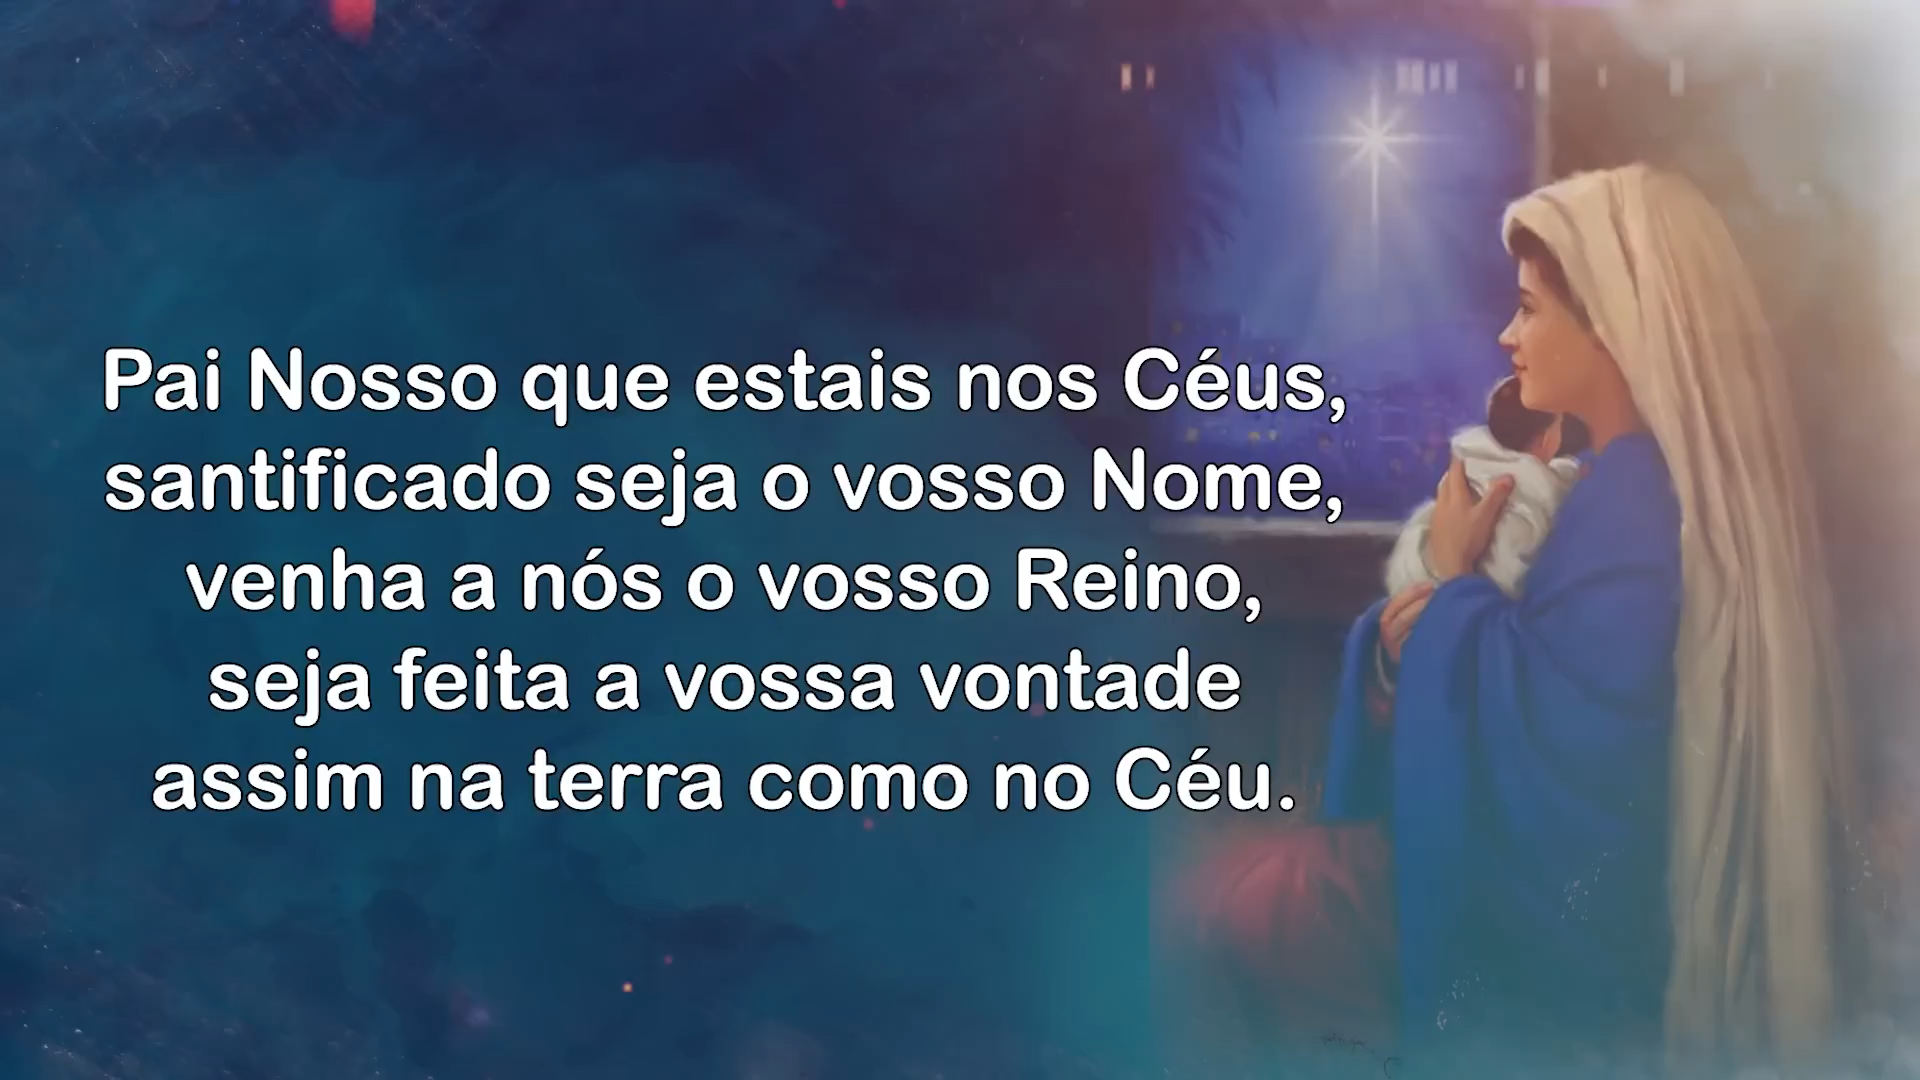 Pai Nosso que estais nos Céus,
santificado seja o vosso Nome,
venha a nós o vosso Reino,
seja feita a vossa vontade
assim na terra como no Céu.